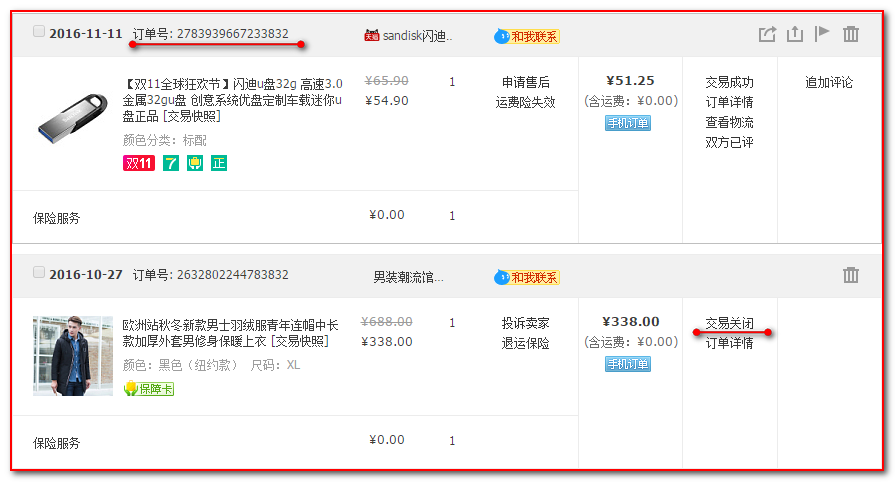 2016-11-11 订单号: 2783939667233832 天猫 sandisk闪迪.. 和我联系
【双11全球狂欢节】闪迪u盘32g 高速3.0
金属32gu盘 创意系统优盘定制车载迷你u
盘正品 [交易快照]
颜色分类：标配
双11 7 正
¥65.90
¥54.90
1
申请售后
运费险失效
¥51.25
(含运费：¥0.00)
手机订单
交易成功
订单详情
查看物流
双方已评
追加评论
保险服务 ¥0.00 1
2016-10-27 订单号: 2632802244783832 男装潮流馆... 和我联系
欧洲站秋冬新款男士羽绒服青年连帽中长
款加厚外套男修身保暖上衣 [交易快照]
颜色：黑色（纽约款） 尺码：XL
保障卡
¥688.00
¥338.00
1
投诉卖家
退运保险
¥338.00
(含运费：¥0.00)
手机订单
交易关闭
订单详情
保险服务 ¥0.00 1